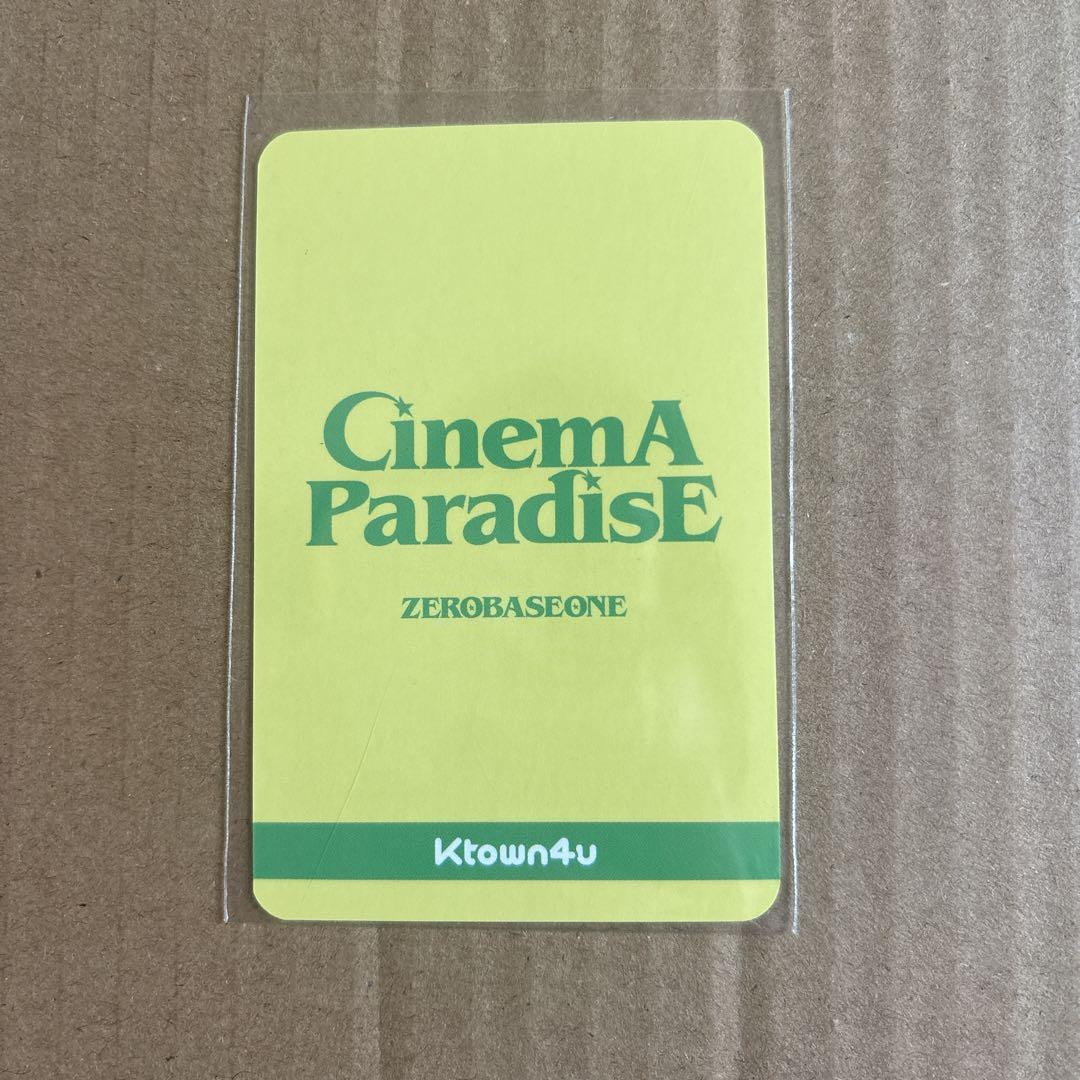 CinemA
ParadisE
ZEROBASEONE
Ktown4u